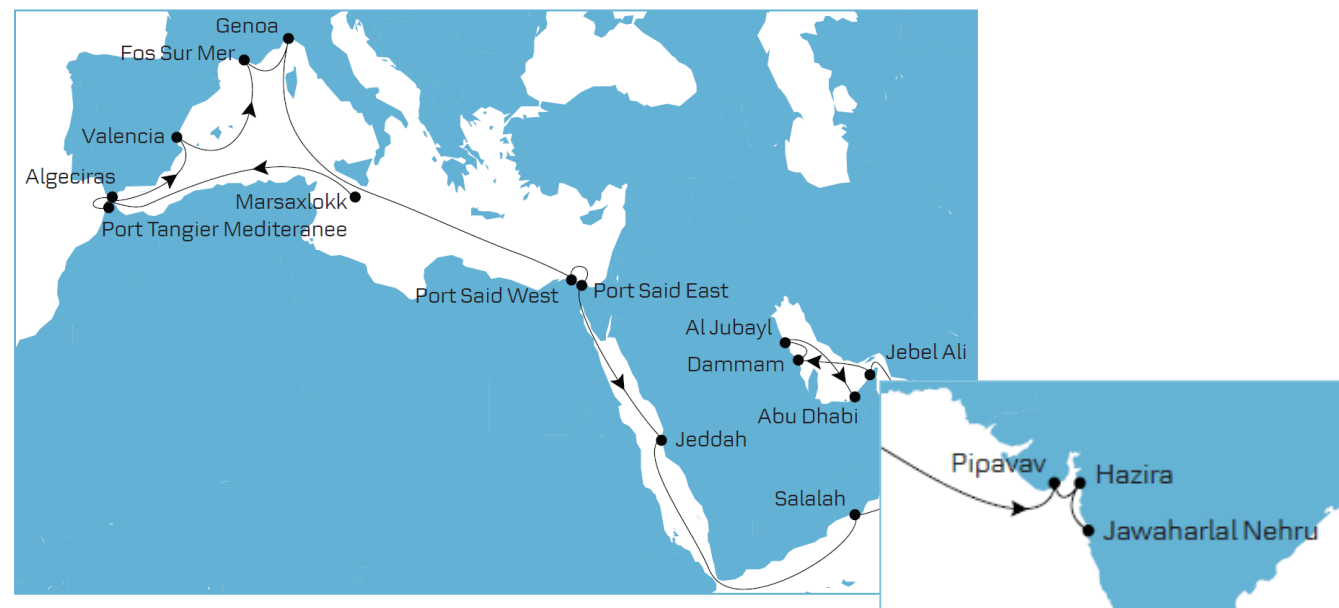 Genoa
Fos Sur Mer
Valencia
Algeciras
Marsaxlokk
Port Tangier Mediteranee
Port Said West
Port Said East
Al Jubayl
Jebel Ali
Dammam
Abu Dhabi
Jeddah
Pipavav
Hazira
Salalah
Jawaharlal Nehru